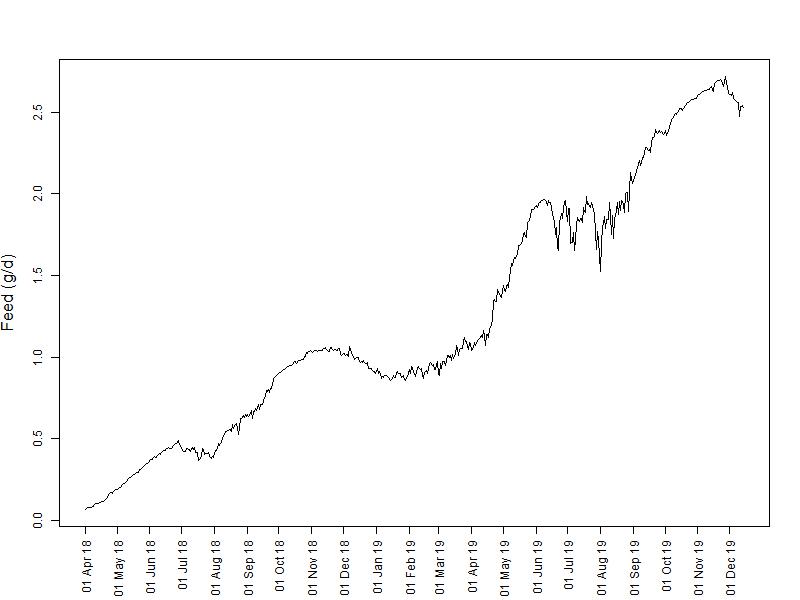 Feed (g/d)
2.5
2.0
1.5
1.0
0.5
0.0
01 Apr 18
01 May 18
01 Jun 18
01 Jul 18
01 Aug 18
01 Sep 18
01 Oct 18
01 Nov 18
01 Dec 18
01 Jan 19
01 Feb 19
01 Mar 19
01 Apr 19
01 May 19
01 Jun 19
01 Jul 19
01 Aug 19
01 Sep 19
01 Oct 19
01 Nov 19
01 Dec 19